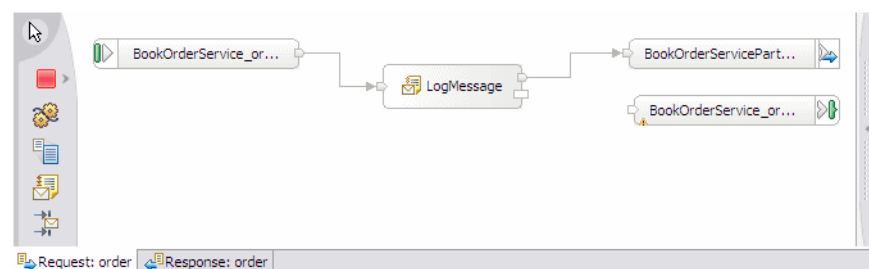 BookOrderService_or...
BookOrderServicePart...
LogMessage
BookOrderService_or...
Request: order
Response: order